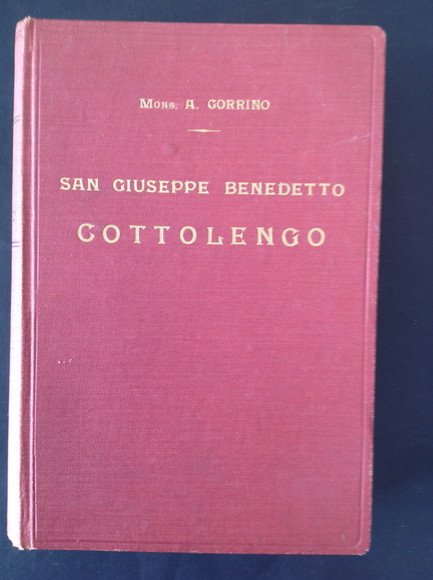 Mons. A. GORRINO
SAN GIUSEPPE BENEDETTO
COTTOLENGO